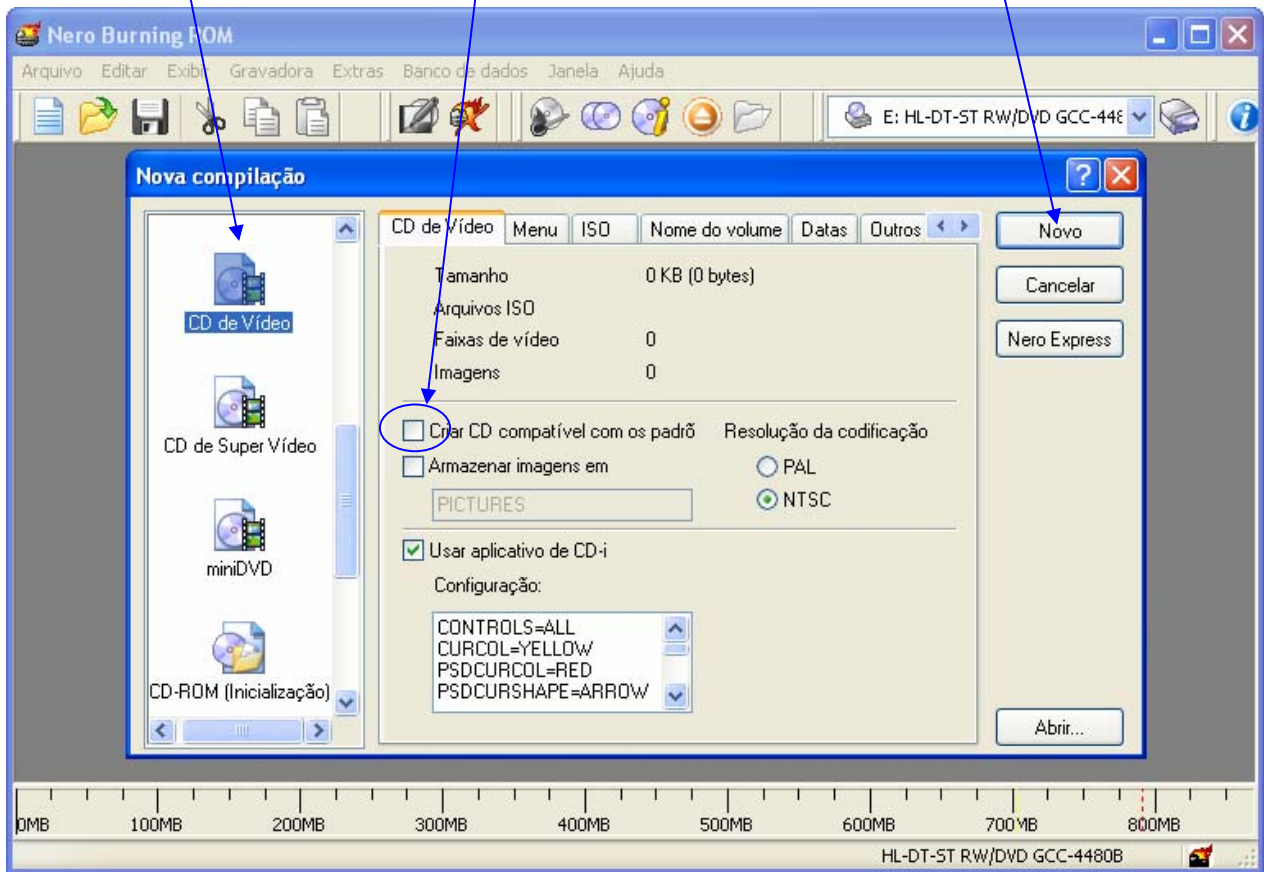 Nero Burning ROM
Arquivo Editar Exibir Gravadora Extras Banco de dados Janela Ajuda
E: HL-DT-ST RW/DVD GCC-448
Nova compilação
CD de Vídeo
CD de Super Vídeo
miniDVD
CD-ROM (Inicialização)
CD de Vídeo Menu ISO Nome do volume Datas Outros
Tamanho 0 KB (0 bytes)
Arquivos ISO
Faixas de vídeo 0
Imagens 0
Criar CD compatível com os padrõ Resolução da codificação
Armazenar imagens em PAL
PICTURES NTSC
Usar aplicativo de CD-i
Configuração:
CONTROLS=ALL
CURCOL=YELLOW
PSDCURCOL=RED
PSDCURSHAPE=ARROW
Novo
Cancelar
Nero Express
Abrir...
0MB 100MB 200MB 300MB 400MB 500MB 600MB 700MB 800MB
HL-DT-ST RW/DVD GCC-4480B